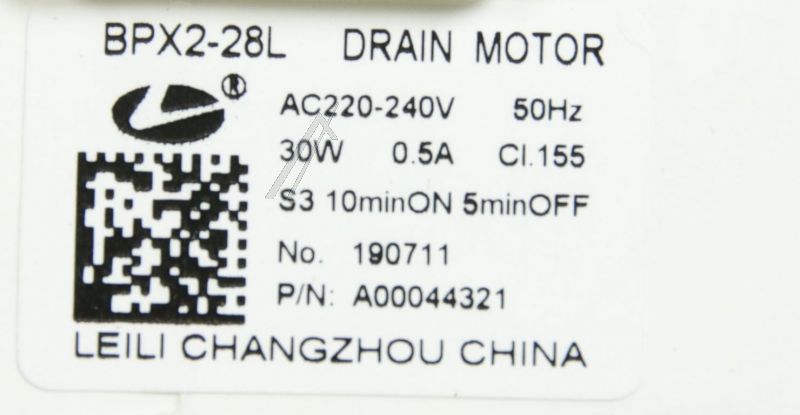 BPX2-28L DRAIN MOTOR
®
AC220-240V 50Hz
30W 0.5A Cl.155
S3 10minON 5minOFF
No. 190711
P/N: A00044321
LEILI CHANGZHOU CHINA